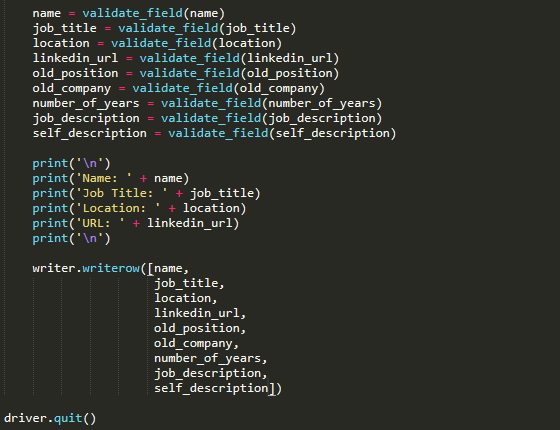 name = validate_field(name)
job_title = validate_field(job_title)
location = validate_field(location)
linkedin_url = validate_field(linkedin_url)
old_position = validate_field(old_position)
old_company = validate_field(old_company)
number_of_years = validate_field(number_of_years)
job_description = validate_field(job_description)
self_description = validate_field(self_description)
print('\n')
print('Name: ' + name)
print('Job Title: ' + job_title)
print('Location: ' + location)
print('URL: ' + linkedin_url)
print('\n')
writer.writerow([name,
job_title,
location,
linkedin_url,
old_position,
old_company,
number_of_years,
job_description,
self_description])
driver.quit()